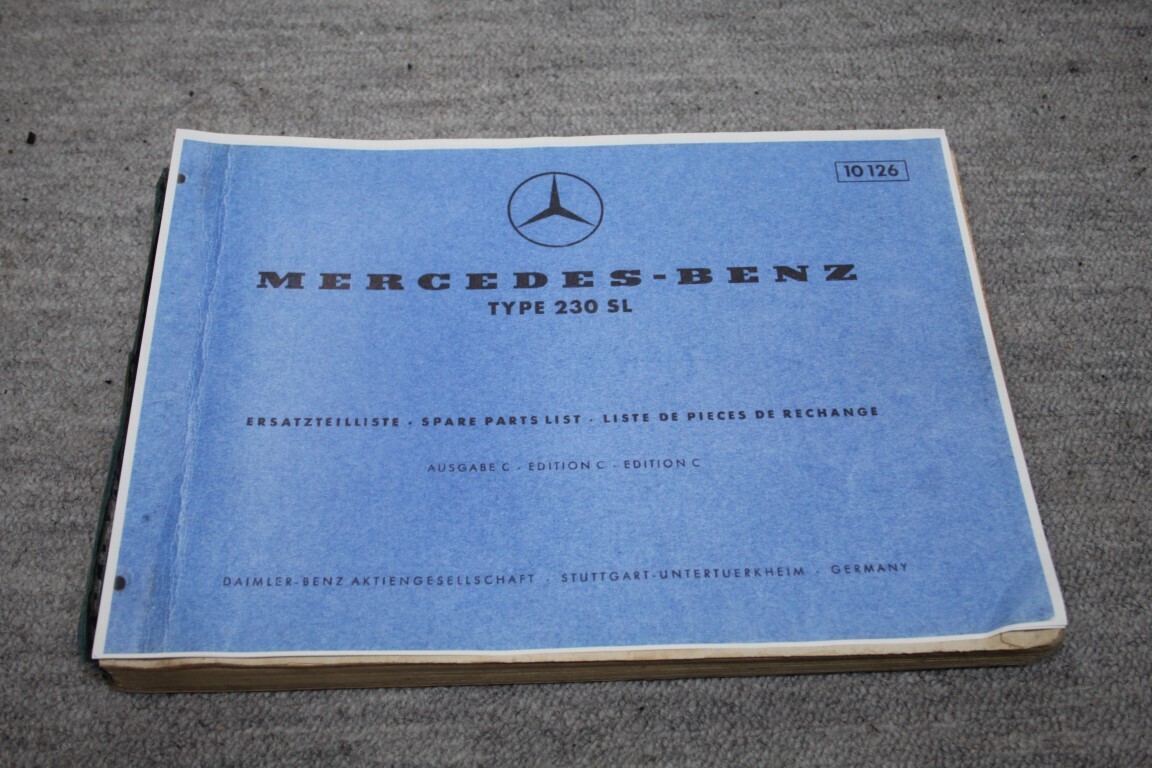 10 126
MERCEDES-BENZ
TYPE 230 SL
ERSATZTEILLISTE · SPARE PARTS LIST · LISTE DE PIECES DE RECHANGE
AUSGABE C · EDITION C · EDITION C
DAIMLER-BENZ AKTIENGESELLSCHAFT · STUTTGART-UNTERTUERKHEIM · GERMANY